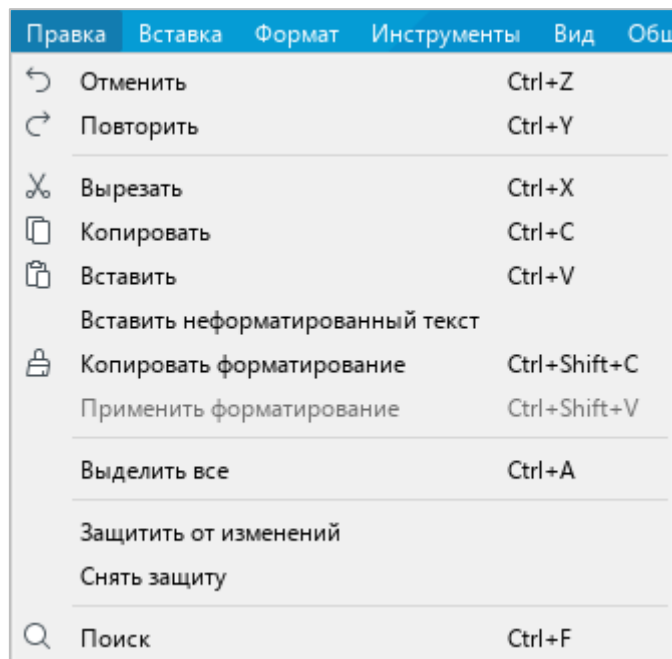 Правка Вставка Формат Инструменты Вид Общ
Отменить Ctrl+Z
Повторить Ctrl+Y
Вырезать Ctrl+X
Копировать Ctrl+C
Вставить Ctrl+V
Вставить неформатированный текст
Копировать форматирование Ctrl+Shift+C
Применить форматирование Ctrl+Shift+V
Выделить все Ctrl+A
Защитить от изменений
Снять защиту
Поиск Ctrl+F